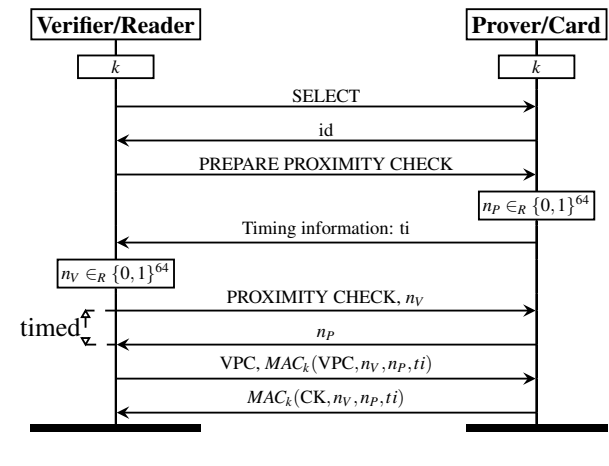 Verifier/Reader Prover/Card
k k
SELECT
id
PREPARE PROXIMITY CHECK
n_P ∈_R {0,1}^64
Timing information: ti
n_V ∈_R {0,1}^64
PROXIMITY CHECK, n_V
timed
n_P
VPC, MAC_k(VPC,n_V,n_P,ti)
MAC_k(CK,n_V,n_P,ti)